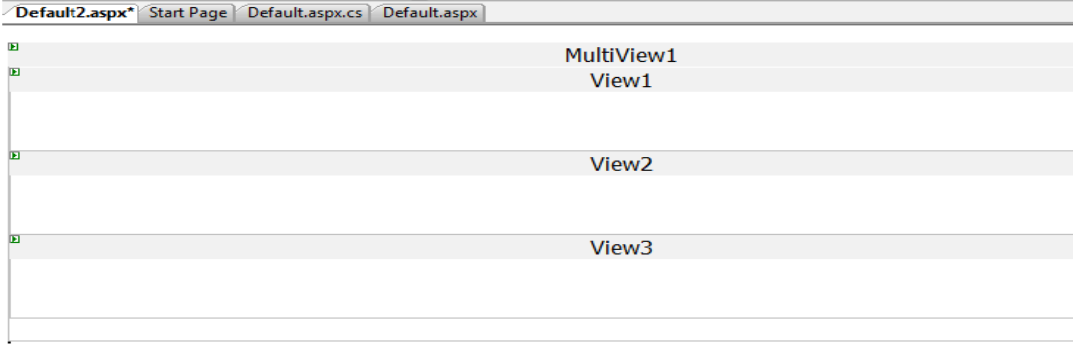 Default2.aspx* Start Page Default.aspx.cs Default.aspx
MultiView1
View1
View2
View3